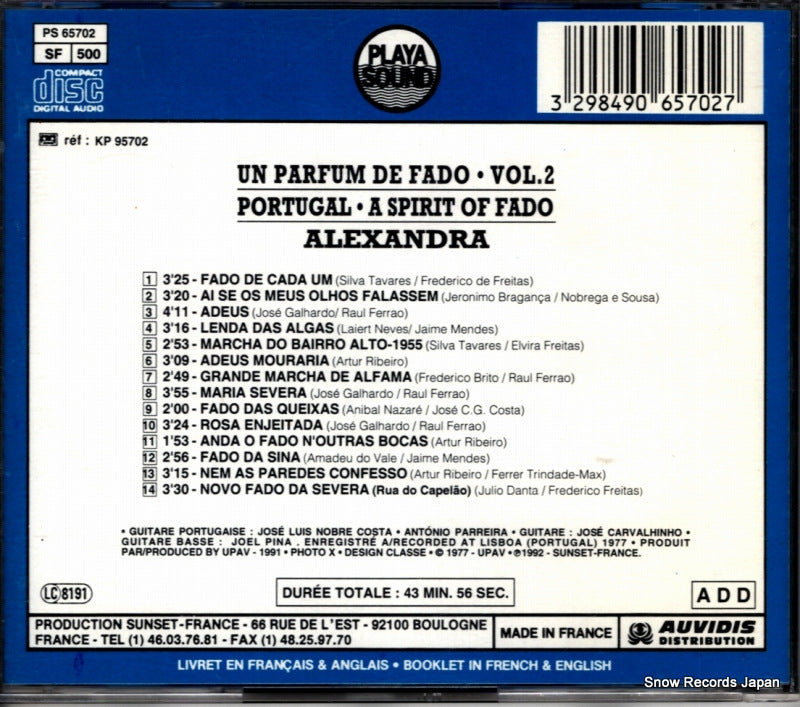 PS 65702
SF 500
COMPACT
disc
DIGITAL AUDIO
PLAYA
SOUND
3 298490 657027
réf : KP 95702
UN PARFUM DE FADO • VOL.2
PORTUGAL • A SPIRIT OF FADO
ALEXANDRA
1 3'25 - FADO DE CADA UM (Silva Tavares / Frederico de Freitas)
2 3'20 - AI SE OS MEUS OLHOS FALASSEM (Jeronimo Bragança / Nobrega e Sousa)
3 4'11 - ADEUS (José Galhardo/ Raul Ferrao)
4 3'16 - LENDA DAS ALGAS (Laiert Neves/ Jaime Mendes)
5 2'53 - MARCHA DO BAIRRO ALTO-1955 (Silva Tavares / Elvira Freitas)
6 3'09 - ADEUS MOURARIA (Artur Ribeiro)
7 2'49 - GRANDE MARCHA DE ALFAMA (Frederico Brito / Raul Ferrao)
8 3'55 - MARIA SEVERA (José Galhardo / Raul Ferrao)
9 2'00 - FADO DAS QUEIXAS (Anibal Nazaré / José C.G. Costa)
10 3'24 - ROSA ENJEITADA (José Galhardo / Raul Ferrao)
11 1'53 - ANDA O FADO N'OUTRAS BOCAS (Artur Ribeiro)
12 2'56 - FADO DA SINA (Amadeu do Vale / Jaime Mendes)
13 3'15 - NEM AS PAREDES CONFESSO (Artur Ribeiro / Ferrer Trindade-Max)
14 3'30 - NOVO FADO DA SEVERA (Rua do Capelão) (Julio Danta / Frederico Freitas)
• GUITARE PORTUGAISE : JOSÉ LUIS NOBRE COSTA • ANTÓNIO PARREIRA • GUITARE : JOSÉ CARVALHINHO •
GUITARE BASSE : JOEL PINA . ENREGISTRÉ A/RECORDED AT LISBOA (PORTUGAL) 1977 • PRODUIT
PAR/PRODUCED BY UPAV - 1991 • PHOTO X • DESIGN CLASSE • © 1977 - UPAV • ℗1992 - SUNSET-FRANCE.
LC 8191
DURÉE TOTALE : 43 MIN. 56 SEC.
ADD
PRODUCTION SUNSET-FRANCE - 66 RUE DE L'EST - 92100 BOULOGNE
FRANCE - TEL (1) 46.03.76.81 - FAX (1) 48.25.97.70
MADE IN FRANCE
AUVIDIS
DISTRIBUTION
LIVRET EN FRANÇAIS & ANGLAIS • BOOKLET IN FRENCH & ENGLISH
Snow Records Japan